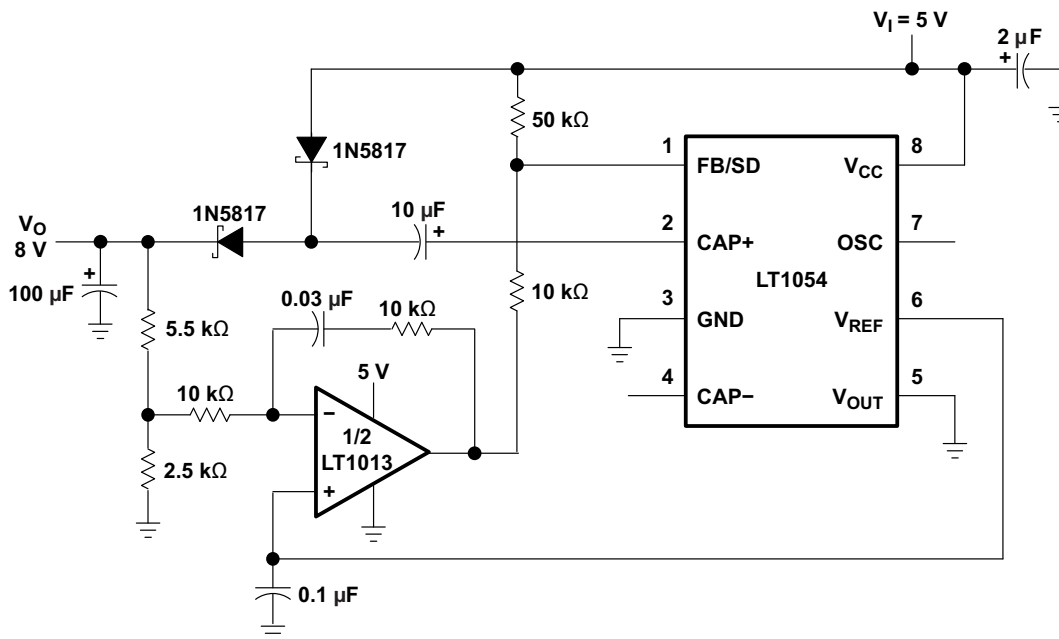 V_I = 5 V
2 µF
+
50 kΩ
1N5817
1
FB/SD
8
V_CC
1N5817
V_O
8 V
10 µF
+
2
CAP+
7
OSC
LT1054
+
100 µF
0.03 µF
10 kΩ
10 kΩ
3
GND
6
V_REF
5.5 kΩ
5 V
10 kΩ
4
CAP−
5
V_OUT
−
1/2
LT1013
+
2.5 kΩ
0.1 µF